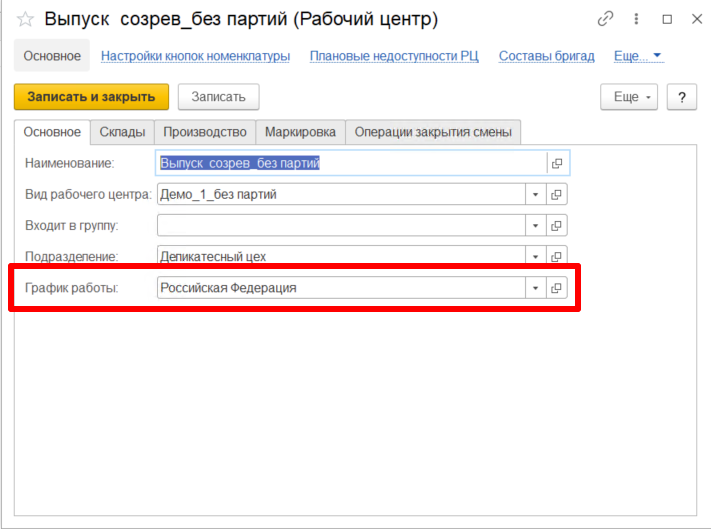 Выпуск созрев_без партий (Рабочий центр)
Основное Настройки кнопок номенклатуры Плановые недоступности РЦ Составы бригад Еще...
Записать и закрыть Записать Еще ?
Основное Склады Производство Маркировка Операции закрытия смены
Наименование: Выпуск созрев_без партий
Вид рабочего центра: Демо_1_без партий
Входит в группу:
Подразделение: Деликатесный цех
График работы: Российская Федерация